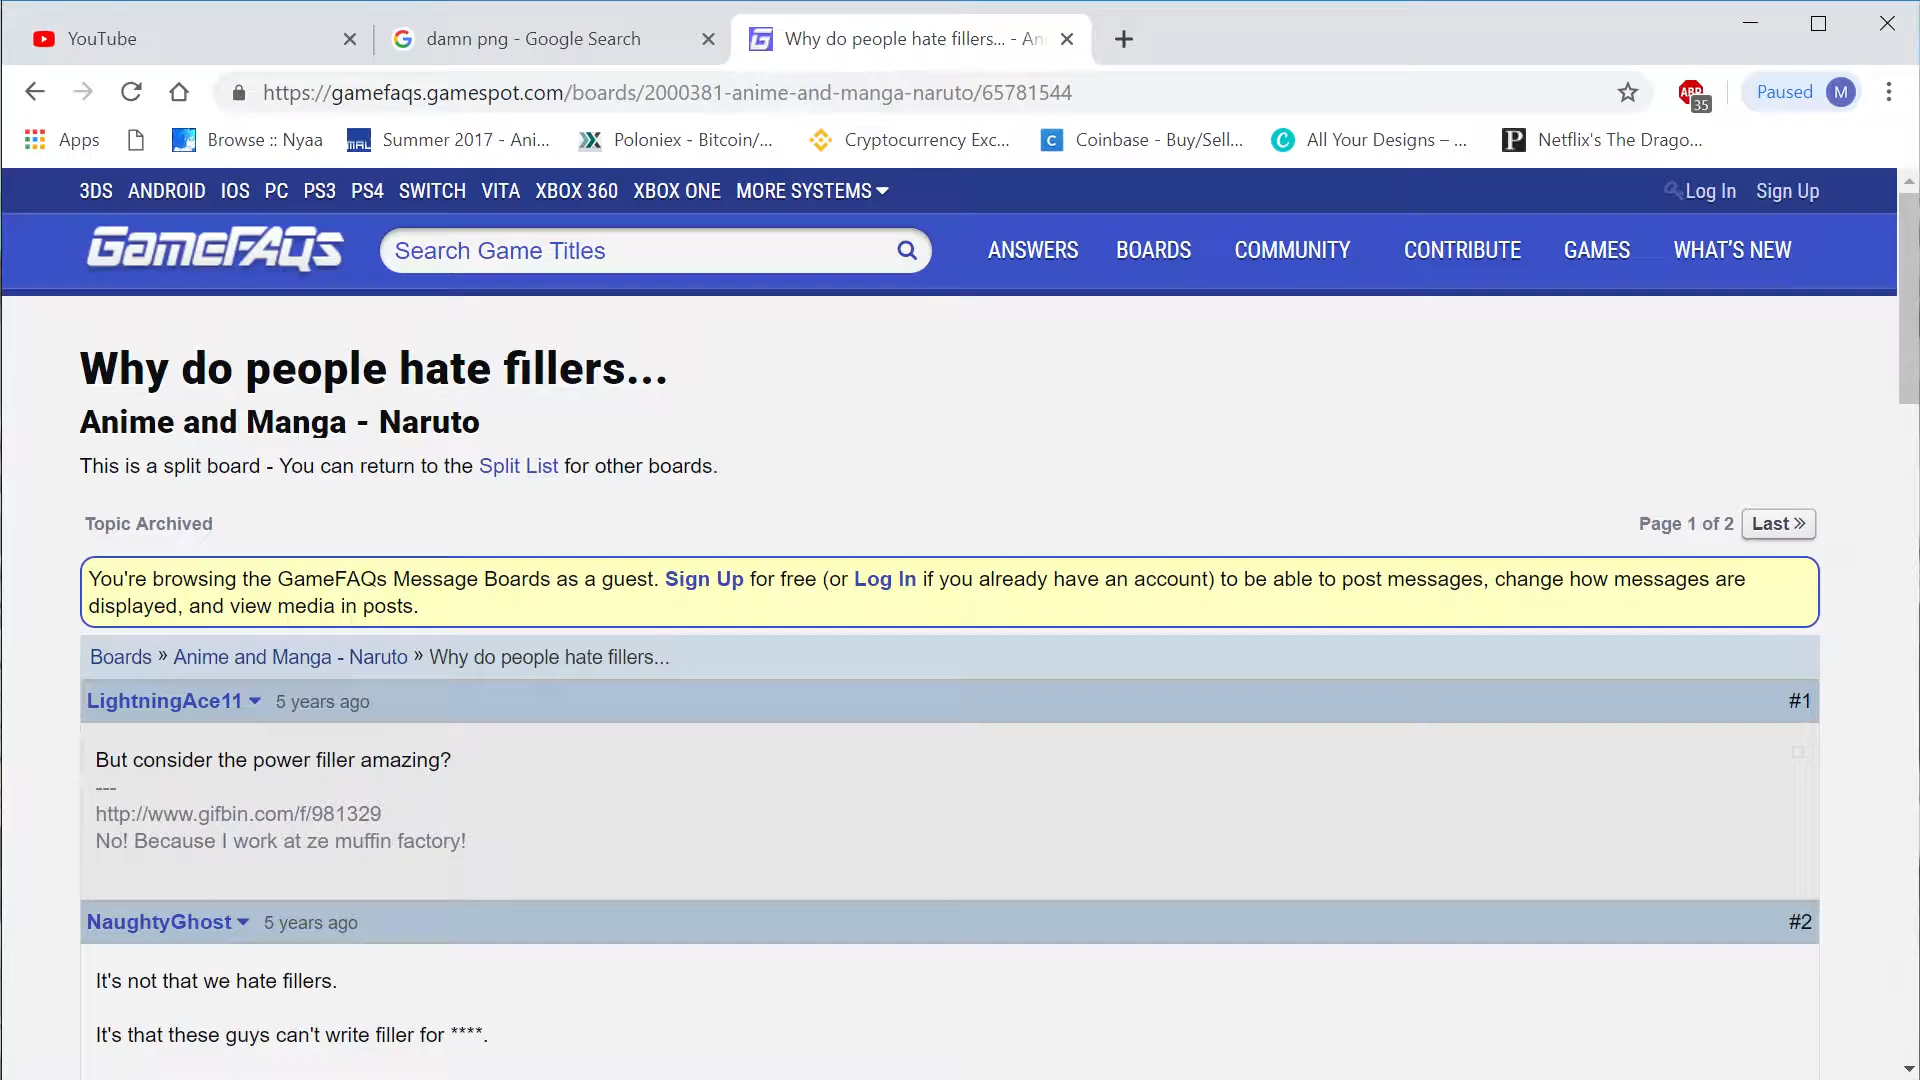 YouTube
damn png - Google Search
Why do people hate fillers... - An
https://gamefaqs.gamespot.com/boards/2000381-anime-and-manga-naruto/65781544
ABP
35
Paused
M
Apps
Browse :: Nyaa
MAL
Summer 2017 - Ani...
Poloniex - Bitcoin/...
Cryptocurrency Exc...
C
Coinbase - Buy/Sell...
C
All Your Designs – ...
P
Netflix's The Drago...
3DS ANDROID IOS PC PS3 PS4 SWITCH VITA XBOX 360 XBOX ONE MORE SYSTEMS
Log In Sign Up
GameFAQs
Search Game Titles
ANSWERS BOARDS COMMUNITY CONTRIBUTE GAMES WHAT'S NEW
Why do people hate fillers...
Anime and Manga - Naruto
This is a split board - You can return to the Split List for other boards.
Topic Archived
Page 1 of 2 Last »
You're browsing the GameFAQs Message Boards as a guest. Sign Up for free (or Log In if you already have an account) to be able to post messages, change how messages are
displayed, and view media in posts.
Boards » Anime and Manga - Naruto » Why do people hate fillers...
LightningAce11 5 years ago #1
But consider the power filler amazing?
---
http://www.gifbin.com/f/981329
No! Because I work at ze muffin factory!
NaughtyGhost 5 years ago #2
It's not that we hate fillers.
It's that these guys can't write filler for ****.